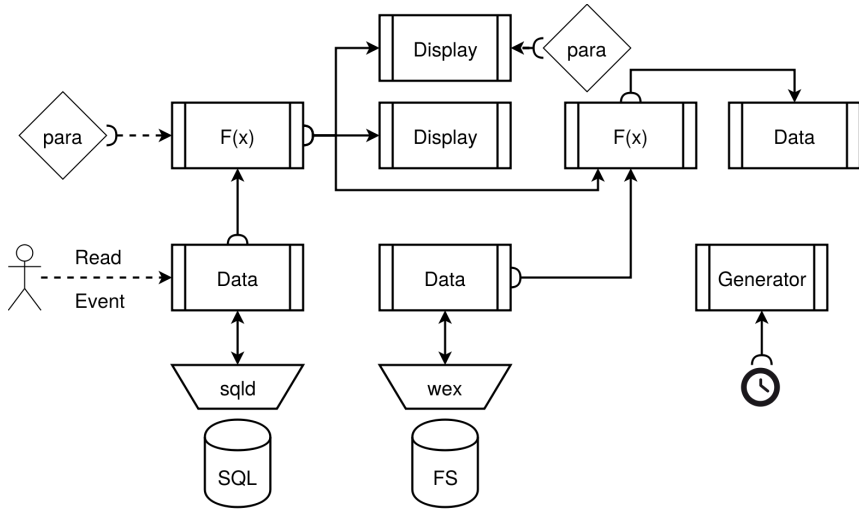 Display
para
para
F(x)
Display
F(x)
Data
Read
Event
Data
Data
Generator
sqld
wex
SQL
FS